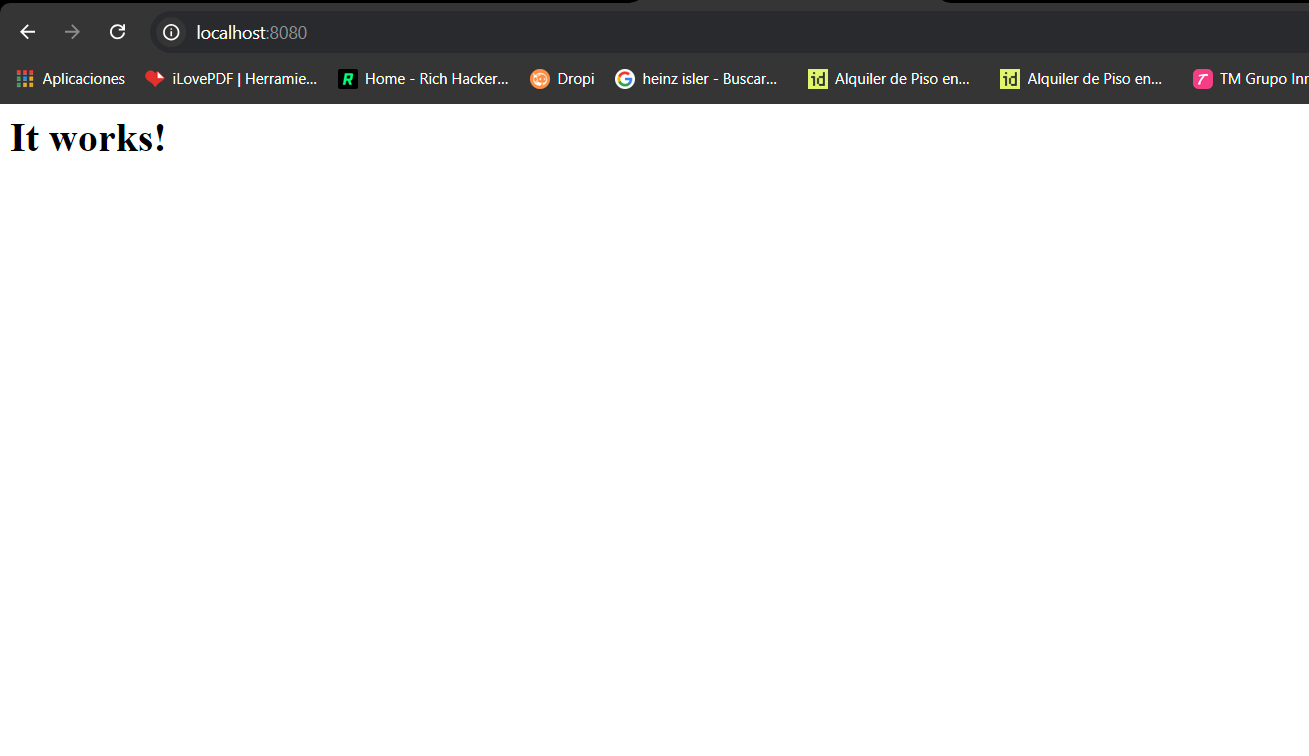 localhost:8080
Aplicaciones iLovePDF | Herramie... Home - Rich Hacker... Dropi heinz isler - Buscar... Alquiler de Piso en... Alquiler de Piso en... TM Grupo Inm
It works!